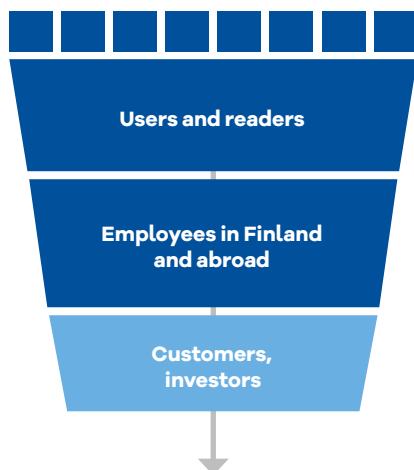 Users and readers
Employees in Finland
and abroad
Customers,
investors